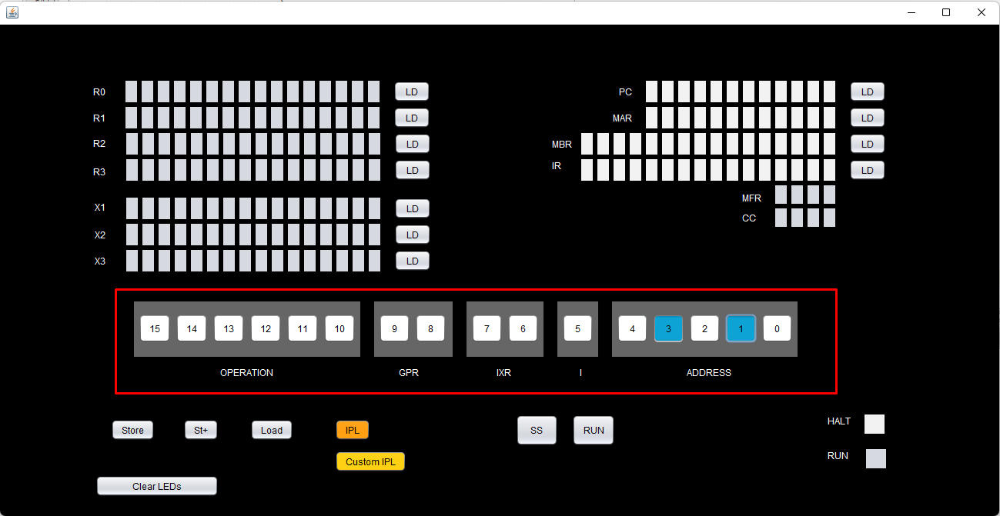 R0 LD PC LD
R1 LD MAR LD
R2 LD MBR LD
R3 LD IR LD
MFR
X1 LD CC
X2 LD
X3 LD
15 14 13 12 11 10 9 8 7 6 5 4 3 2 1 0
OPERATION GPR IXR I ADDRESS
Store St+ Load IPL SS RUN HALT
Custom IPL RUN
Clear LEDs